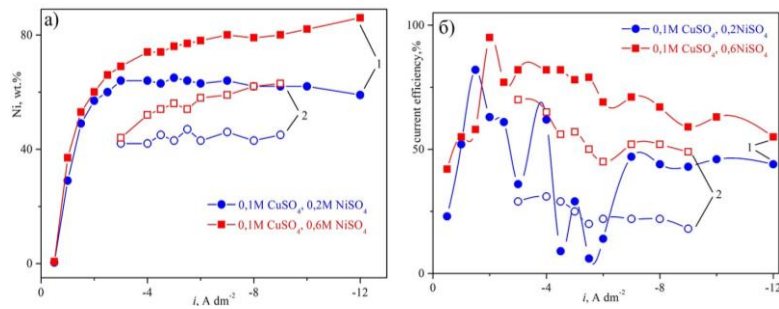 а)
Ni, wt.%
80
40
0
0
-4
-8
-12
i, A dm-2
1
2
0,1M CuSO4, 0,2M NiSO4
0,1M CuSO4, 0,6M NiSO4
б)
current efficiency,%
100
50
0
0
-4
-8
-12
i, A dm-2
0,1M CuSO4, 0,2NiSO4
0,1M CuSO4, 0,6NiSO4
1
2